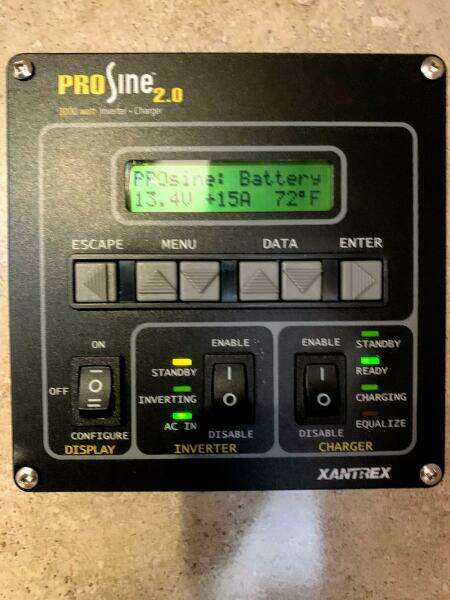 PROSine 2.0
2000 watt Inverter - Charger
PROsine: Battery
13.4V +15A 72°F
ESCAPE MENU DATA ENTER
ON
OFF
CONFIGURE
DISPLAY
ENABLE
STANDBY
INVERTING
AC IN
DISABLE
INVERTER
ENABLE
STANDBY
READY
CHARGING
EQUALIZE
DISABLE
CHARGER
XANTREX